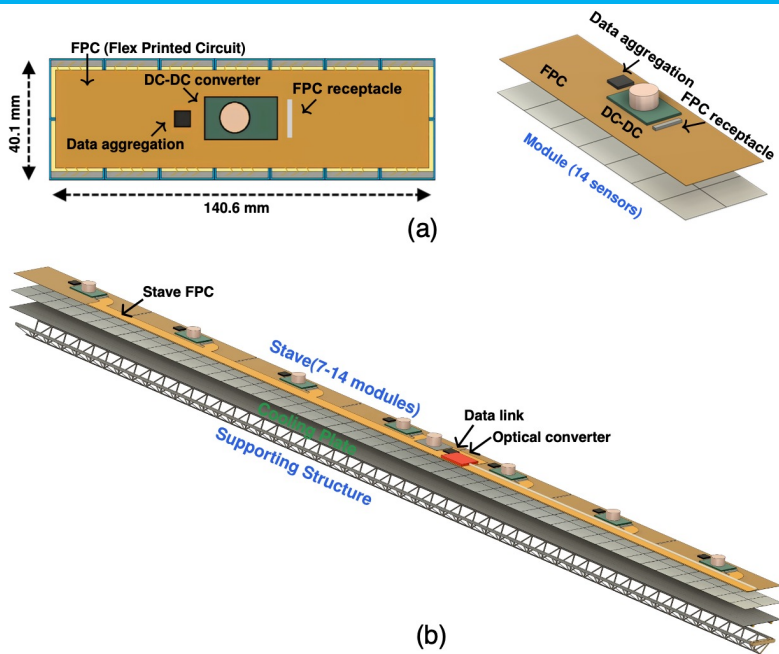 FPC (Flex Printed Circuit)
DC-DC converter
FPC receptacle
Data aggregation
40.1 mm
140.6 mm
(a)
Data aggregation
FPC
DC-DC
FPC receptacle
Module (14 sensors)
Stave FPC
Stave(7-14 modules)
Data link
Optical converter
Cooling Plate
Supporting Structure
(b)